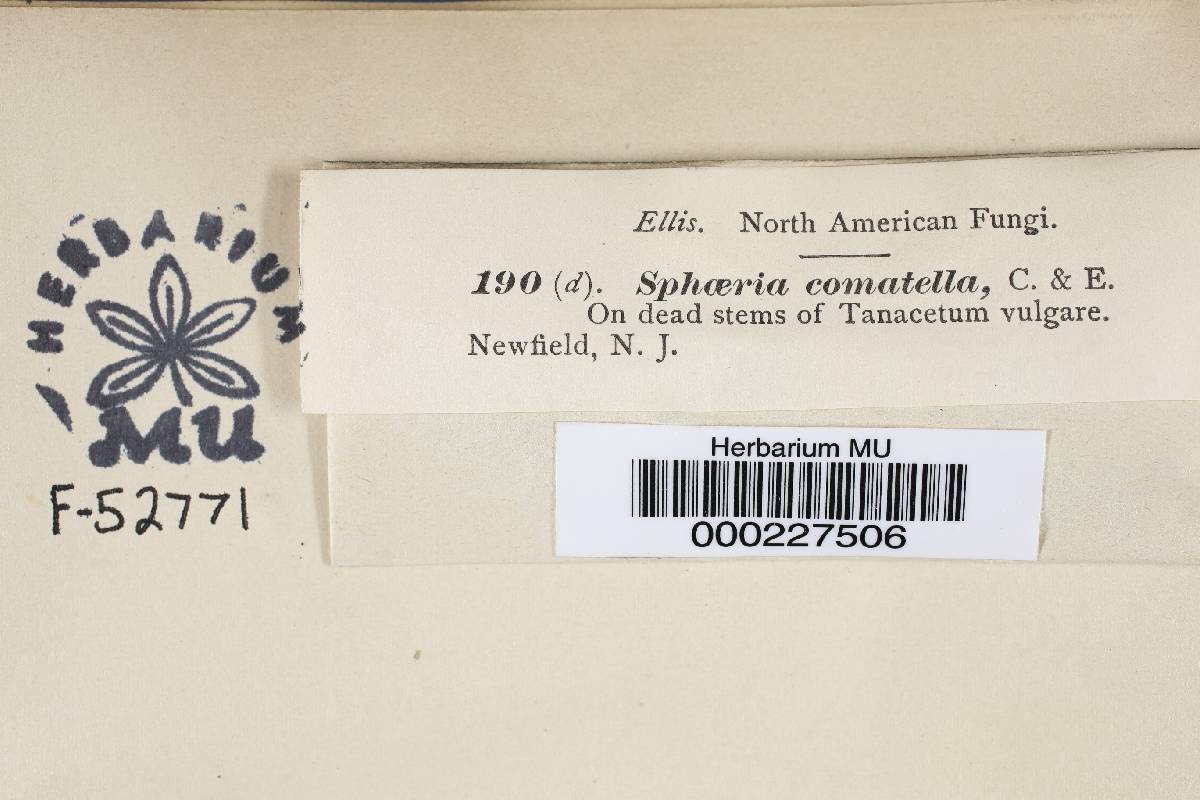 Ellis. North American Fungi.
190 (d). Sphæria comatella, C. & E.
On dead stems of Tanacetum vulgare.
Newfield, N. J.
HERBARIUM
MU
F-52771
Herbarium MU
000227506